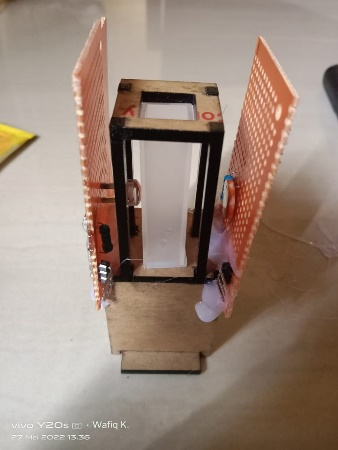 vivo Y20s [G] • Wafiq K.
27 Mei 2022 13.36